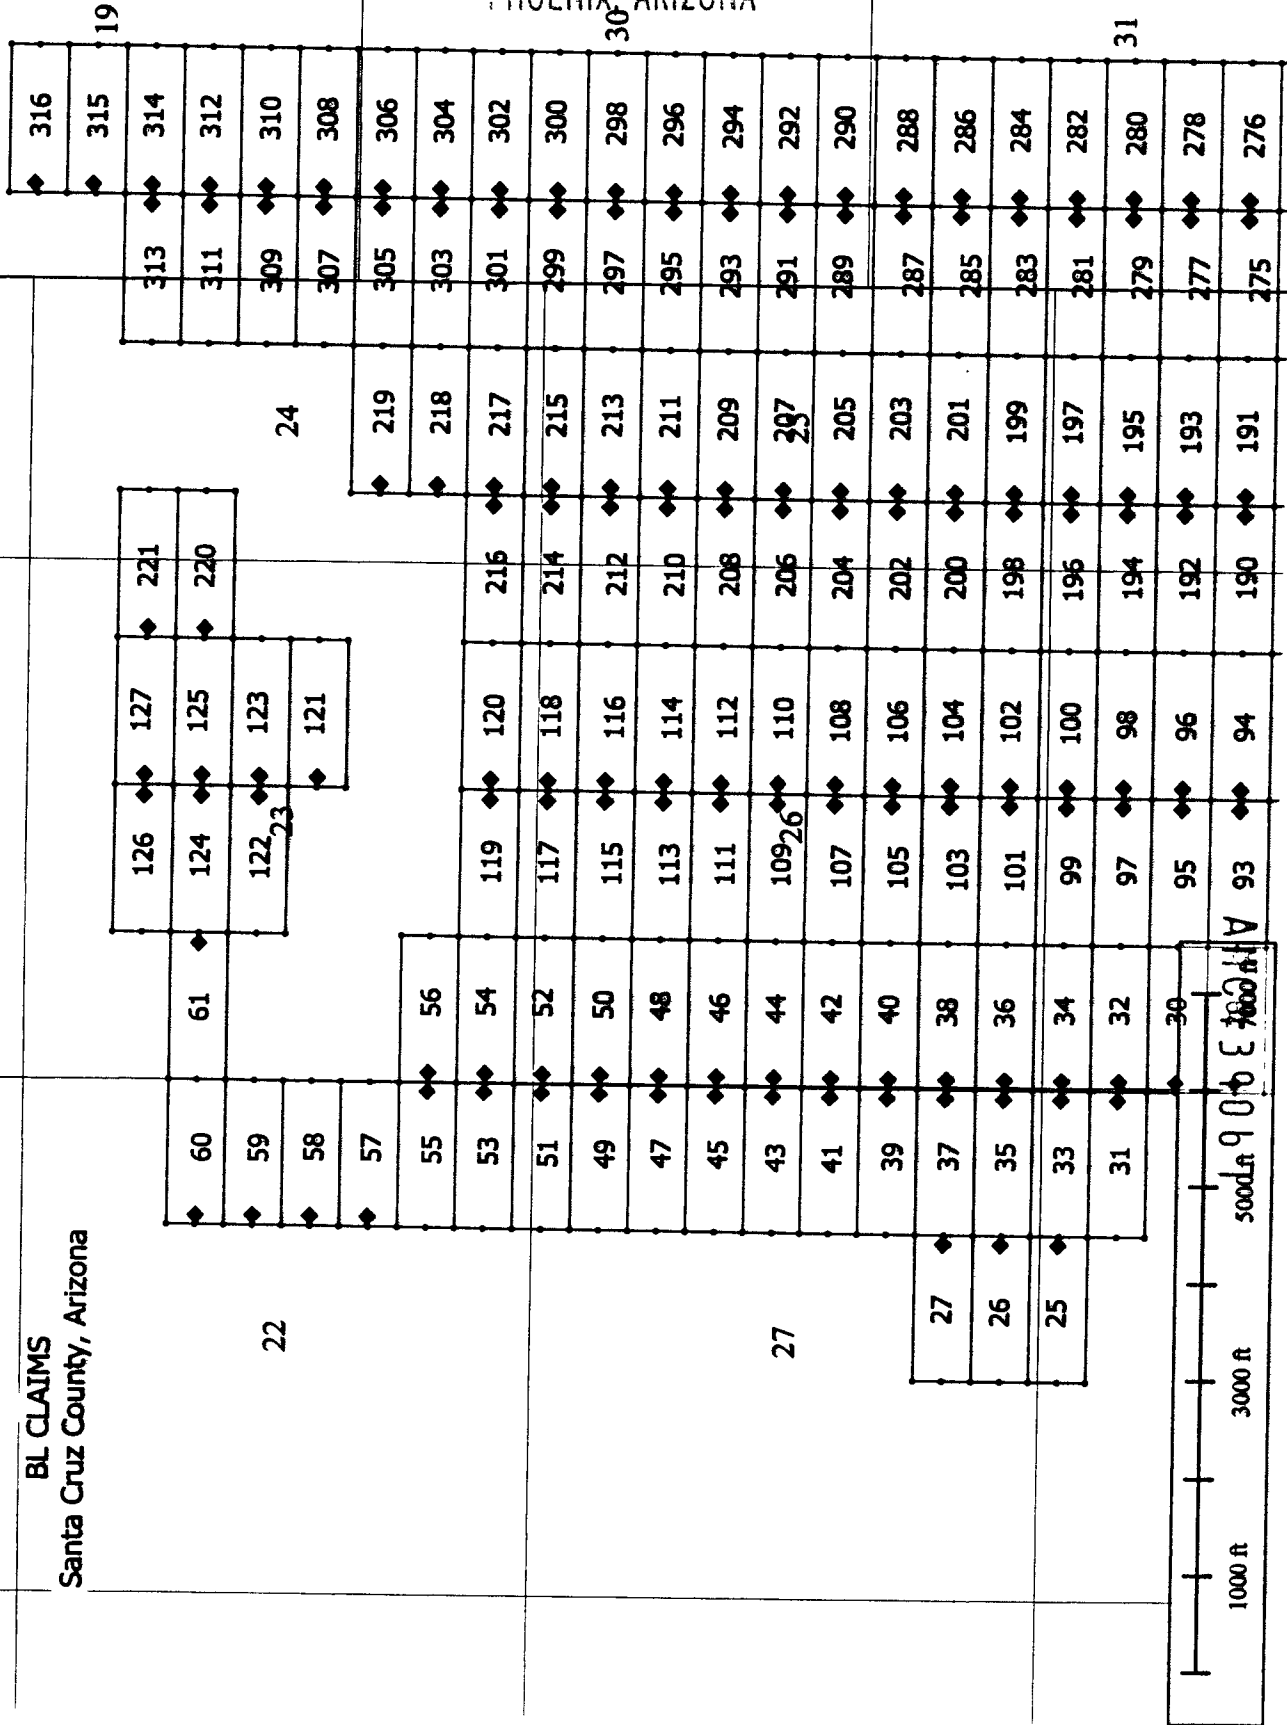 BL CLAIMS
316
Santa Cruz County, Arizona
315 19
126 127 221 313 314
60 61 124 125 220 311 312
59 122 123 309 310
22 23 24
58 121 307 308
57 219 305 306
55 56 218 303 304
53 54 119 120 216 217 301 302
51 52 117 118 214 215 299 300
49 50 115 116 212 213 297 298 30
PHOENIX, ARIZONA
47 48 113 114 210 211 295 296
45 46 111 112 208 209 293 294
43 44 109 110 206 207 291 292
27 26 25
41 42 107 108 204 205 289 290
39 40 105 106 202 203 287 288
27 37 38 103 104 200 201 285 286
26 35 36 101 102 198 199 283 284
25 33 34 99 100 196 197 281 282
31 32 97 98 194 195 279 280 31
30 95 96 192 193 277 278
93 94 190 191 275 276
1000 ft 3000 ft 5000 ft